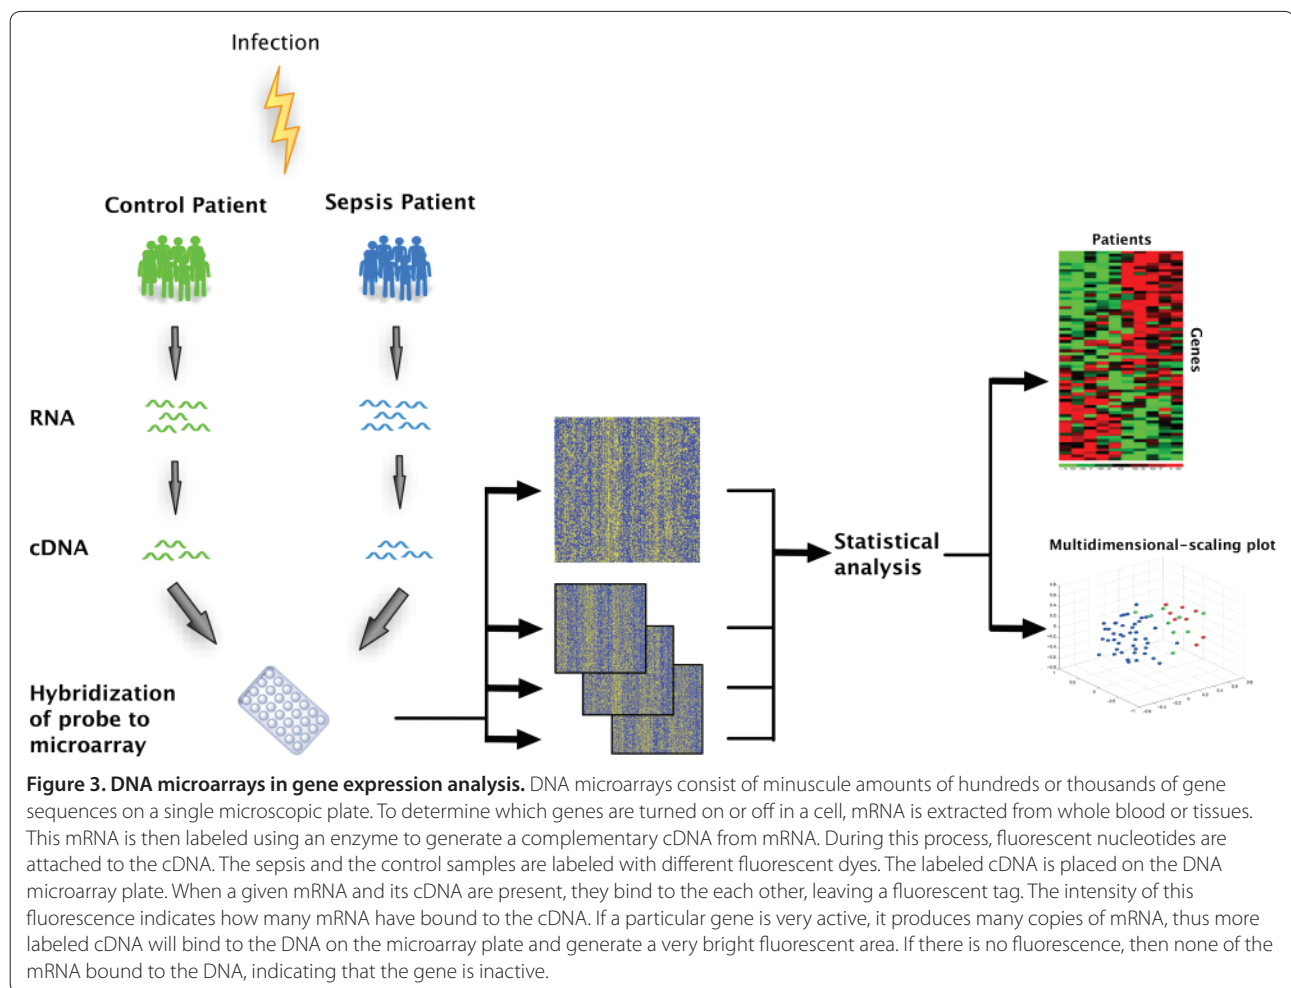 Infection
Control Patient
Sepsis Patient
RNA
cDNA
Hybridization
of probe to
microarray
Statistical
analysis
Patients
Genes
Multidimensional-scaling plot
Figure 3. DNA microarrays in gene expression analysis. DNA microarrays consist of minuscule amounts of hundreds or thousands of gene
sequences on a single microscopic plate. To determine which genes are turned on or off in a cell, mRNA is extracted from whole blood or tissues.
This mRNA is then labeled using an enzyme to generate a complementary cDNA from mRNA. During this process, fluorescent nucleotides are
attached to the cDNA. The sepsis and the control samples are labeled with different fluorescent dyes. The labeled cDNA is placed on the DNA
microarray plate. When a given mRNA and its cDNA are present, they bind to the each other, leaving a fluorescent tag. The intensity of this
fluorescence indicates how many mRNA have bound to the cDNA. If a particular gene is very active, it produces many copies of mRNA, thus more
labeled cDNA will bind to the DNA on the microarray plate and generate a very bright fluorescent area. If there is no fluorescence, then none of the
mRNA bound to the DNA, indicating that the gene is inactive.